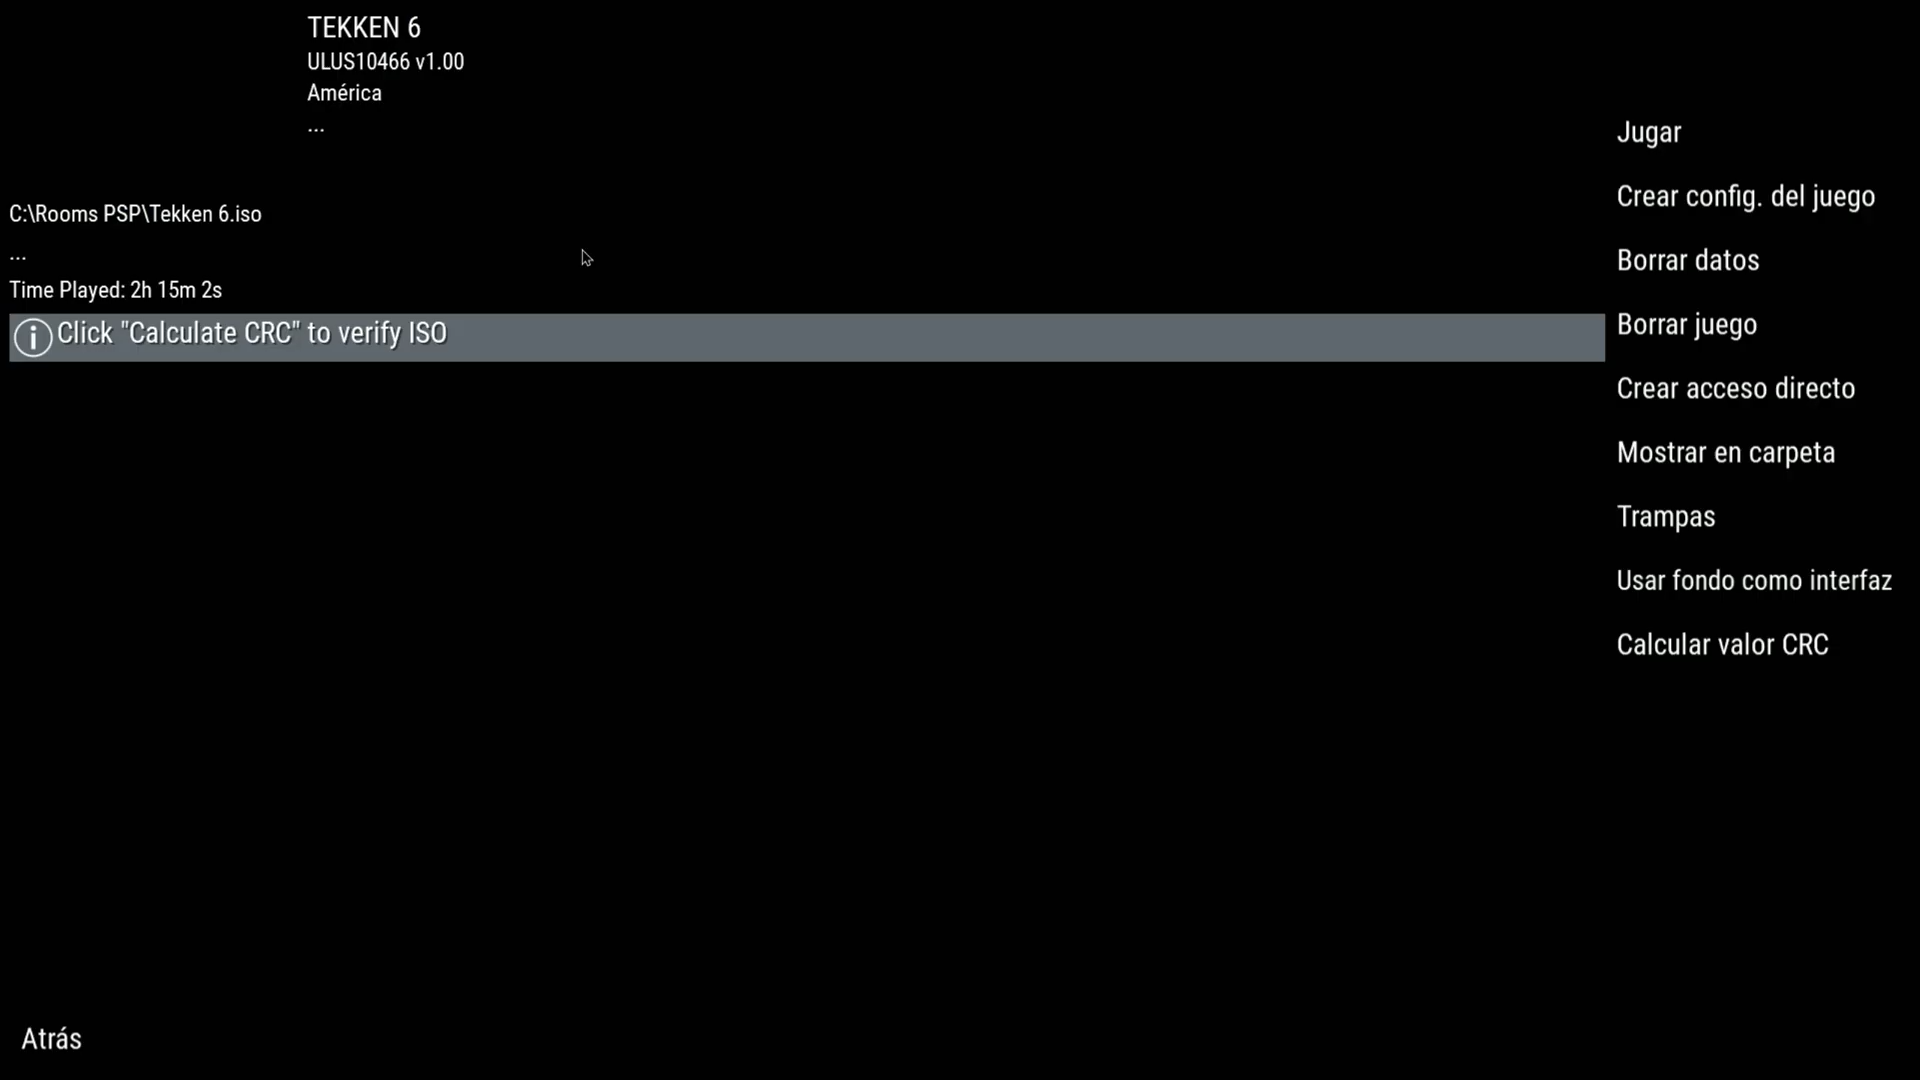 TEKKEN 6
ULUS10466 v1.00
América
...
C:\Rooms PSP\Tekken 6.iso
...
Time Played: 2h 15m 2s
Click "Calculate CRC" to verify ISO
Jugar
Crear config. del juego
Borrar datos
Borrar juego
Crear acceso directo
Mostrar en carpeta
Trampas
Usar fondo como interfaz
Calcular valor CRC
Atrás